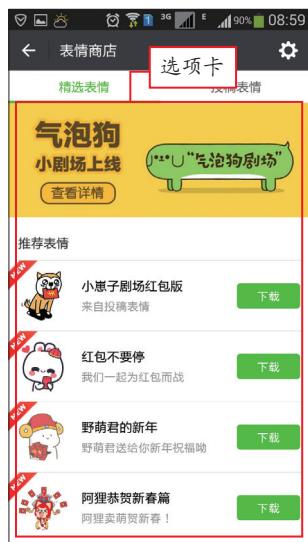 3G E 90% 08:59
表情商店
选项卡
精选表情 投稿表情
气泡狗
小剧场上线
查看详情
"气泡狗剧场"
推荐表情
NEW
小崽子剧场红包版
来自投稿表情
下载
NEW
红包不要停
我们一起为红包而战
下载
NEW
野萌君的新年
野萌君送给你新年祝福呦
下载
NEW
阿狸恭贺新春篇
阿狸卖萌贺新春！
下载